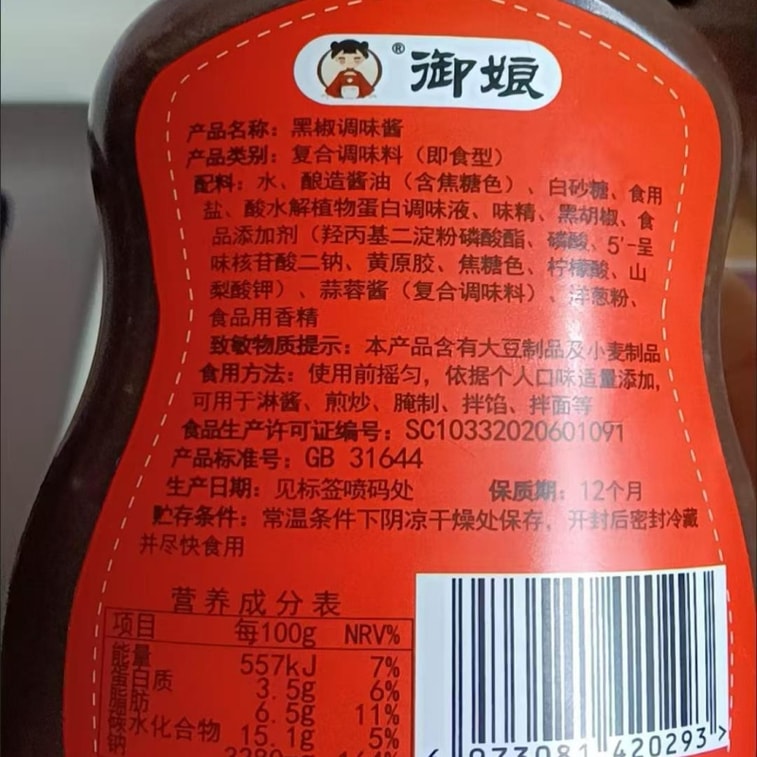 ® 御娘
产品名称：黑椒调味酱
产品类别：复合调味料（即食型）
配料：水、酿造酱油（含焦糖色）、白砂糖、食用
盐、酸水解植物蛋白调味液、味精、黑胡椒、食
品添加剂（羟丙基二淀粉磷酸酯、磷酸、5'-呈
味核苷酸二钠、黄原胶、焦糖色、柠檬酸、山
梨酸钾）、蒜蓉酱（复合调味料）、洋葱粉、
食品用香精
致敏物质提示：本产品含有大豆制品及小麦制品
食用方法：使用前摇匀，依据个人口味适量添加，
可用于淋酱、煎炒、腌制、拌馅、拌面等
食品生产许可证编号：SC10332020601091
产品标准号：GB 31644
生产日期：见标签喷码处 保质期：12个月
贮存条件：常温条件下阴凉干燥处保存，开封后密封冷藏
并尽快食用
营养成分表
项目 每100g NRV%
能量 557kJ 7%
蛋白质 3.5g 6%
脂肪 6.5g 11%
碳水化合物 15.1g 5%
钠
6 973081 420293 >